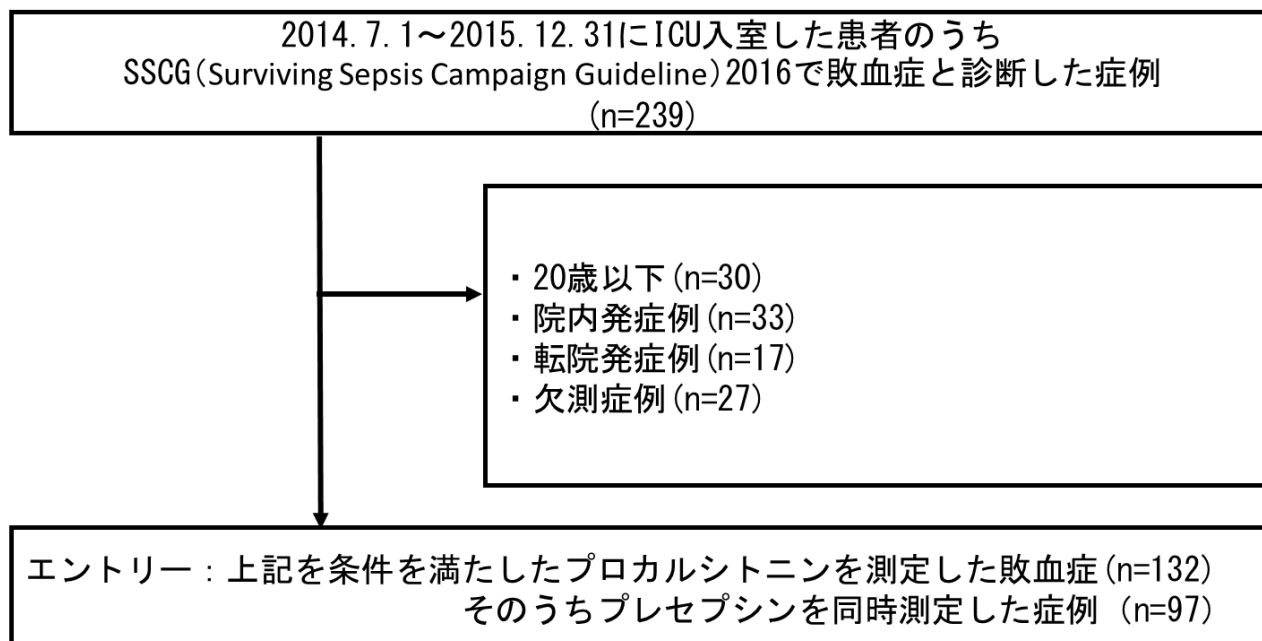 2014.7.1～2015.12.31にICU入室した患者のうち
SSCG(Surviving Sepsis Campaign Guideline)2016で敗血症と診断した症例
(n=239)
・20歳以下(n=30)
・院内発症例(n=33)
・転院発症例(n=17)
・欠測症例(n=27)
エントリー：上記を条件を満たしたプロカルシトニンを測定した敗血症(n=132)
そのうちプレセプシンを同時測定した症例 (n=97)